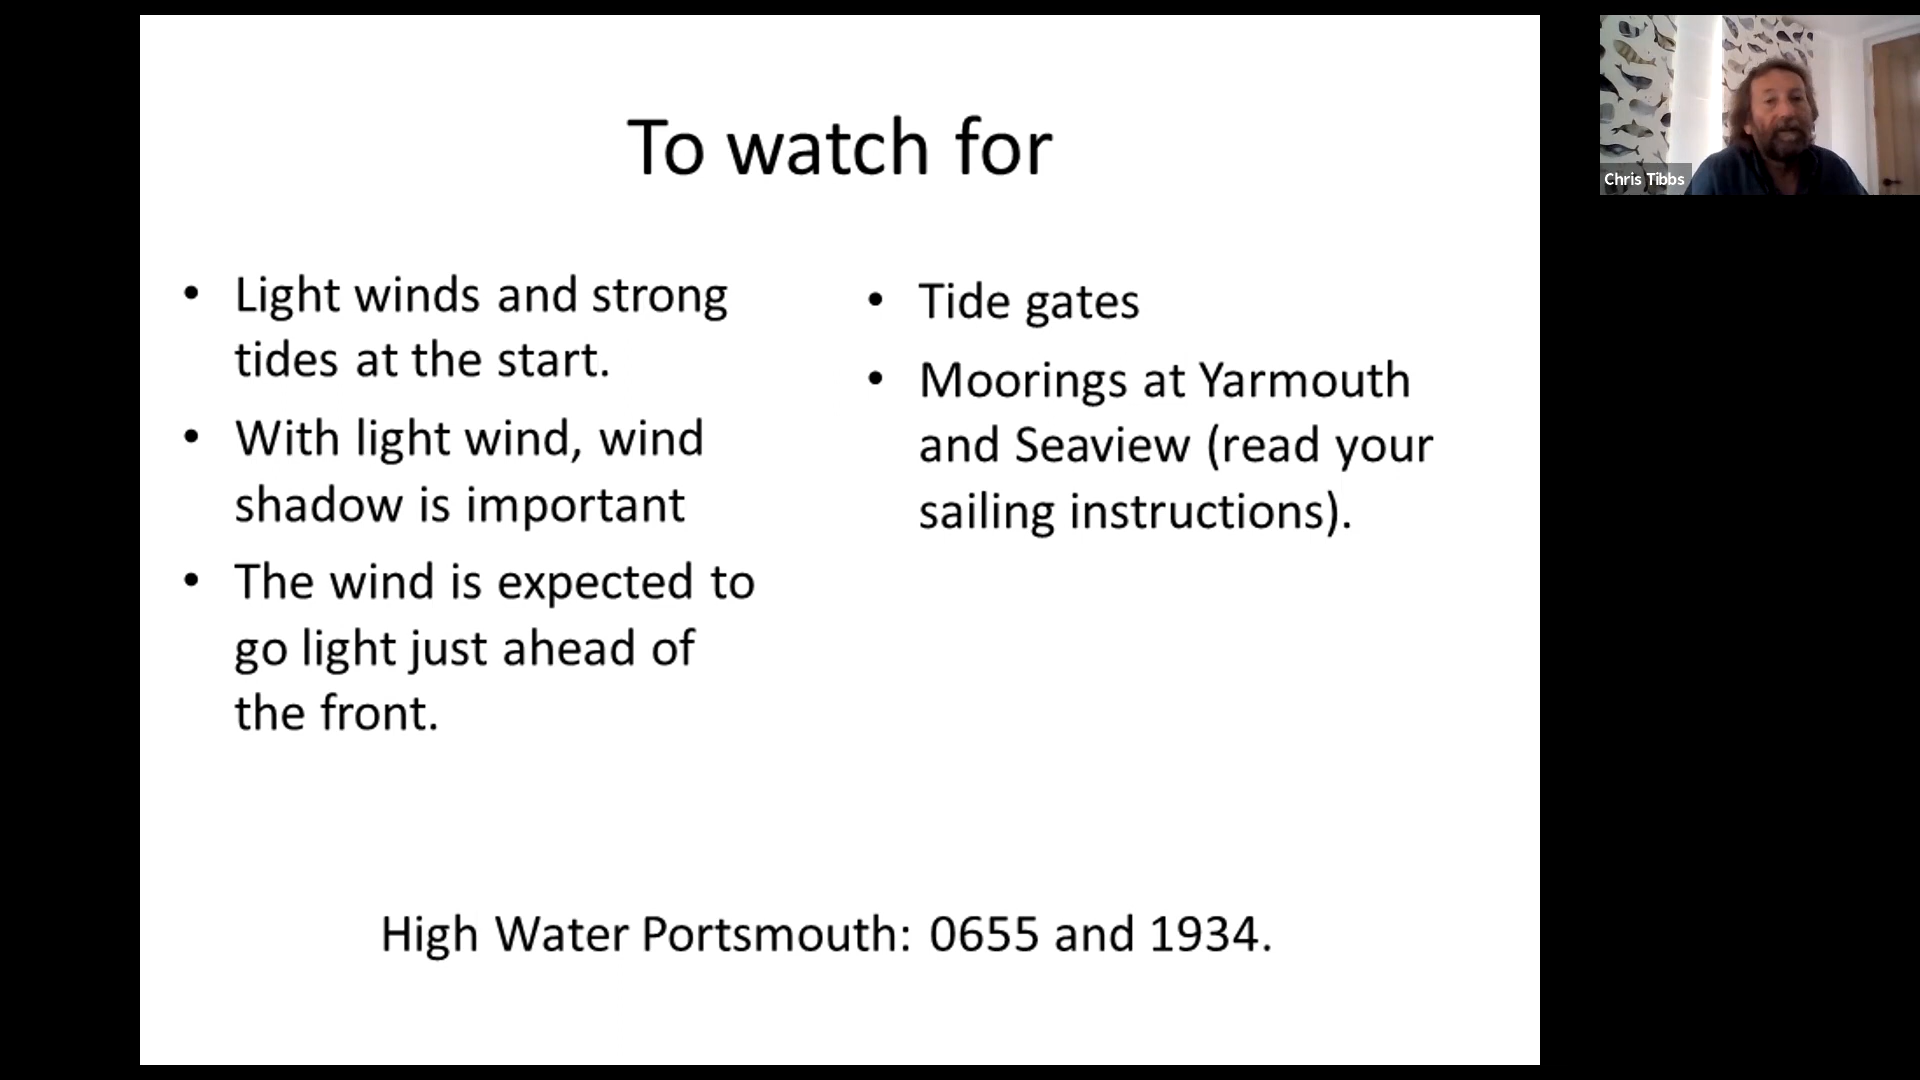 To watch for
• Light winds and strong
tides at the start.
• With light wind, wind
shadow is important
• The wind is expected to
go light just ahead of
the front.
• Tide gates
• Moorings at Yarmouth
and Seaview (read your
sailing instructions).
High Water Portsmouth: 0655 and 1934.
Chris Tibbs